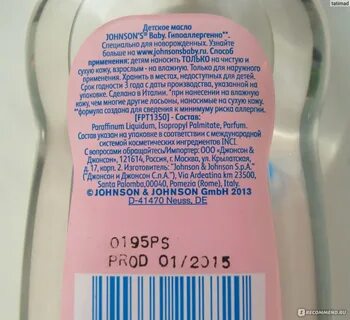 tatimad
Детское масло
JOHNSON'S® Baby. Гипоаллергенно**.
Специально для новорожденных. Узнайте
больше на www.johnsonsbaby.ru. Способ
применения: детям наносить ТОЛЬКО на чистую и
сухую кожу, взрослым - на влажную. Только для наружного
применения. Хранить в местах, недоступных для детей.
Срок годности 3 года с даты производства, указанной на
упаковке. Сделано в Италии. *при нанесении на влажную
кожу, чем многие другие лосьоны, наносимые на сухую кожу.
*формула создана для сведения к минимуму риска аллергии.
[FPT1350] - Состав:
Paraffinum Liquidum, Isopropyl Palmitate, Parfum.
Состав указан на упаковке в соответствии с международной
системой косметических ингредиентов INCI.
С вопросами обращайтесь/Импортер: ООО «Джонсон &
Джонсон», 121614, Россия, г. Москва, ул. Крылатская,
д. 17, корп. 2. Изготовитель: "Johnson & Johnson S.p.A."
("Джонсон и Джонсон С.п.А."), Via Ardeatina km 23500,
Santa Palomba,00040, Pomezia (Rome), Italy.
©JOHNSON & JOHNSON GmbH 2013
D-41470 Neuss, DE
0195PS
PROD 01/2015
IRECOMMEND.RU